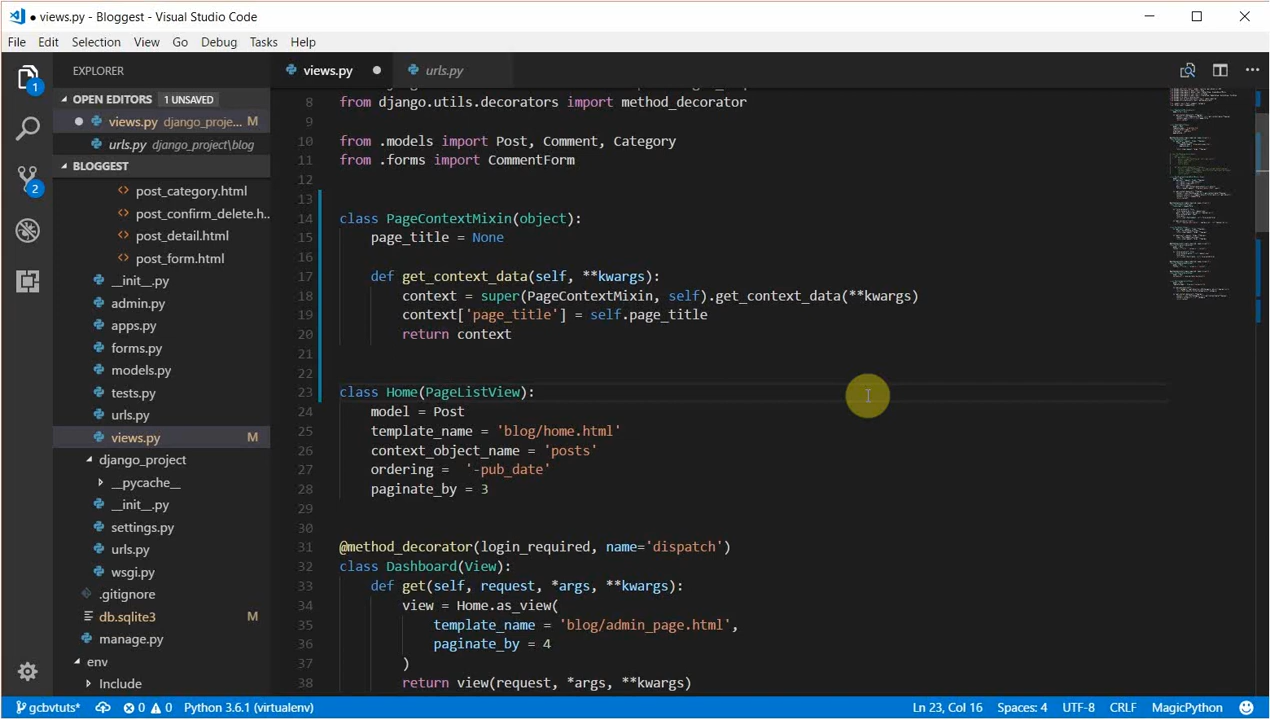 ● views.py - Bloggest - Visual Studio Code
File Edit Selection View Go Debug Tasks Help
EXPLORER
views.py ●
urls.py
1
OPEN EDITORS 1 UNSAVED
● views.py django_proje... M
urls.py django_project\blog
BLOGGEST
2
<> post_category.html
<> post_confirm_delete.h...
<> post_detail.html
<> post_form.html
__init__.py
admin.py
apps.py
forms.py
models.py
tests.py
urls.py
views.py M
django_project
__pycache__
__init__.py
settings.py
urls.py
wsgi.py
.gitignore
db.sqlite3 M
manage.py
env
Include
8 from django.utils.decorators import method_decorator
9
10 from .models import Post, Comment, Category
11 from .forms import CommentForm
12
13
14 class PageContextMixin(object):
15 page_title = None
16
17 def get_context_data(self, **kwargs):
18 context = super(PageContextMixin, self).get_context_data(**kwargs)
19 context['page_title'] = self.page_title
20 return context
21
22
23 class Home(PageListView):
24 model = Post
25 template_name = 'blog/home.html'
26 context_object_name = 'posts'
27 ordering =  '-pub_date'
28 paginate_by = 3
29
30
31 @method_decorator(login_required, name='dispatch')
32 class Dashboard(View):
33 def get(self, request, *args, **kwargs):
34 view = Home.as_view(
35 template_name = 'blog/admin_page.html',
36 paginate_by = 4
37 )
38 return view(request, *args, **kwargs)
gcbvtuts* 0 0 Python 3.6.1 (virtualenv) Ln 23, Col 16 Spaces: 4 UTF-8 CRLF MagicPython